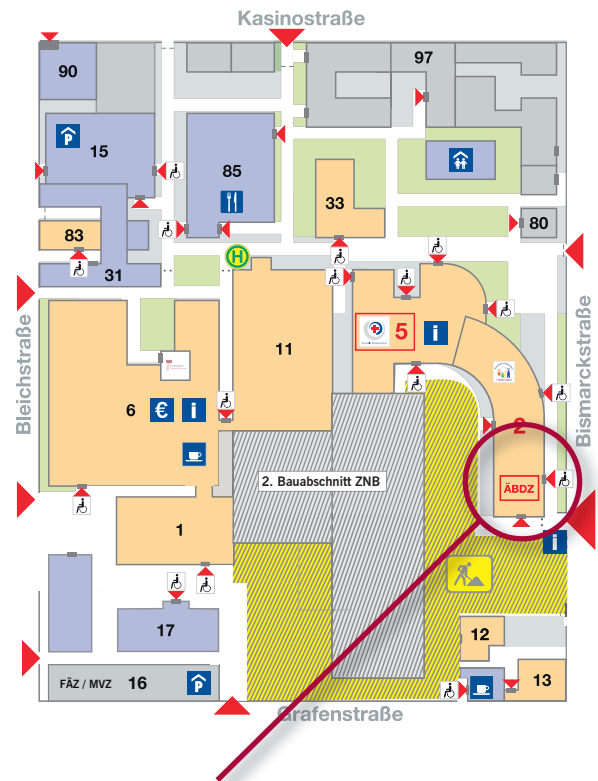 Kasinostraße
90
97
P
15
85
33
80
83
31
H
Bleichstraße
11
5
i
Bismarckstraße
6
€
i
2
2. Bauabschnitt ZNB
ÄBDZ
1
i
17
12
FÄZ / MVZ
16
P
13
Grafenstraße